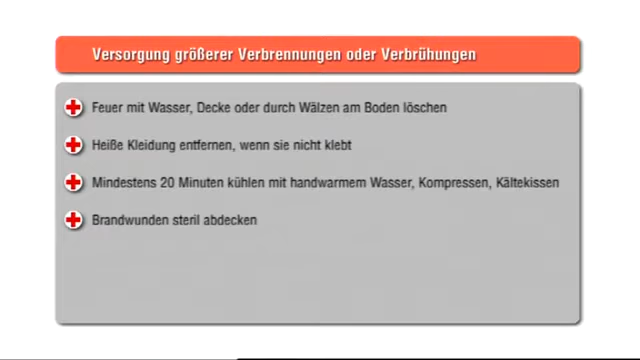 Versorgung größerer Verbrennungen oder Verbrühungen
Feuer mit Wasser, Decke oder durch Wälzen am Boden löschen
Heiße Kleidung entfernen, wenn sie nicht klebt
Mindestens 20 Minuten kühlen mit handwarmem Wasser, Kompressen, Kältekissen
Brandwunden steril abdecken